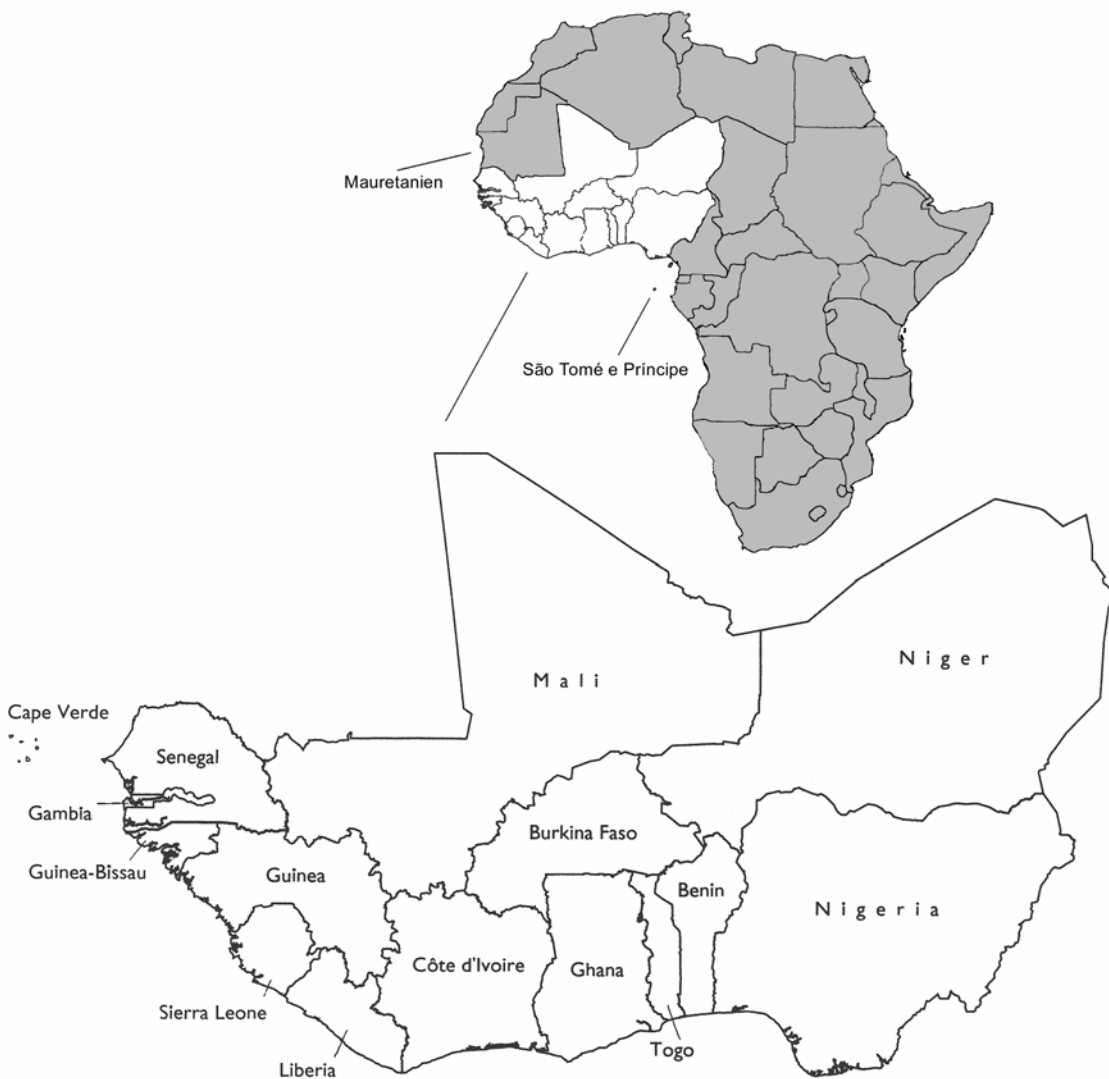 Mauretanien
São Tomé e Príncipe
Mali
Niger
Cape Verde
Senegal
Gambia
Burkina Faso
Guinea-Bissau
Guinea
Benin
Nigeria
Côte d'Ivoire
Ghana
Sierra Leone
Togo
Liberia